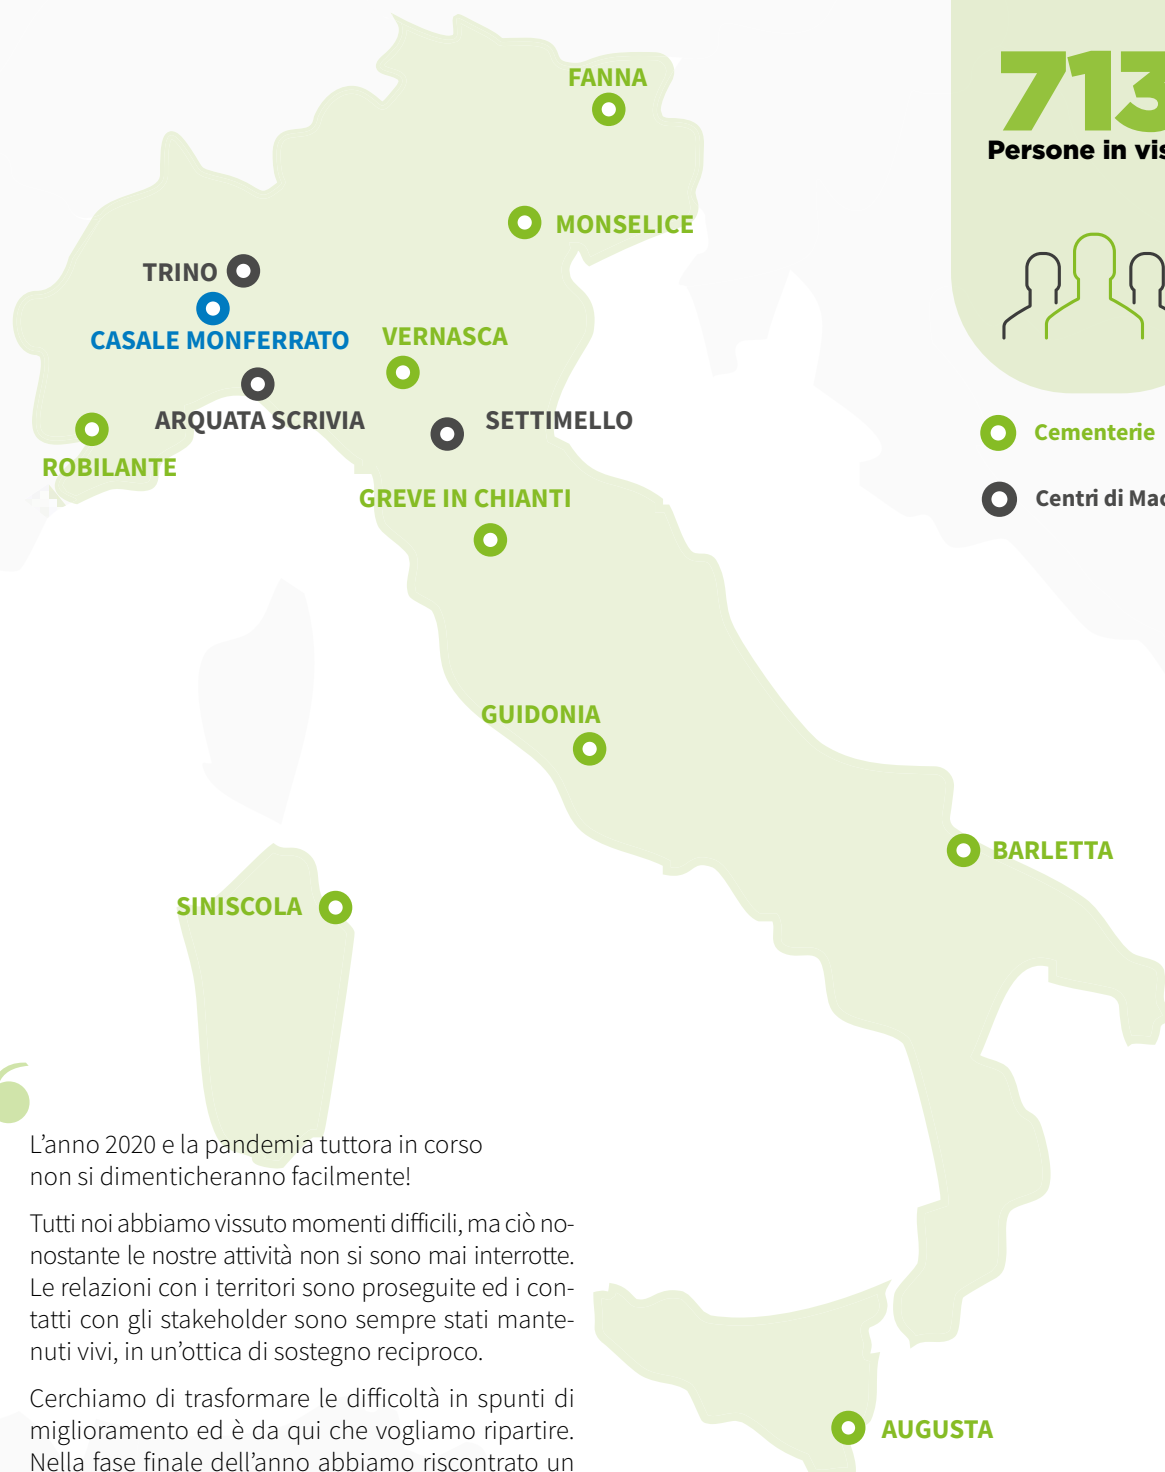 FANNA
713
Persone in
MONSELICE
TRINO
CASALE MONFERRATO
VERNASCA
ARQUATA SCRIVIA
SETTIMELLO
Cementerie
ROBILANTE
GREVE IN CHIANTI
Centri di
GUIDONIA
BARLETTA
SINISCOLA
L’anno 2020 e la pandemia tuttora in corso
non si dimenticheranno facilmente!
Tutti noi abbiamo vissuto momenti difficili, ma ciò no-
nostante le nostre attività non si sono mai interrotte.
Le relazioni con i territori sono proseguite ed i con-
tatti con gli stakeholder sono sempre stati mante-
nuti vivi, in un’ottica di sostegno reciproco.
Cerchiamo di trasformare le difficoltà in spunti di
miglioramento ed è da qui che vogliamo ripartire.
Nella fase finale dell’anno abbiamo riscontrato un
AUGUSTA